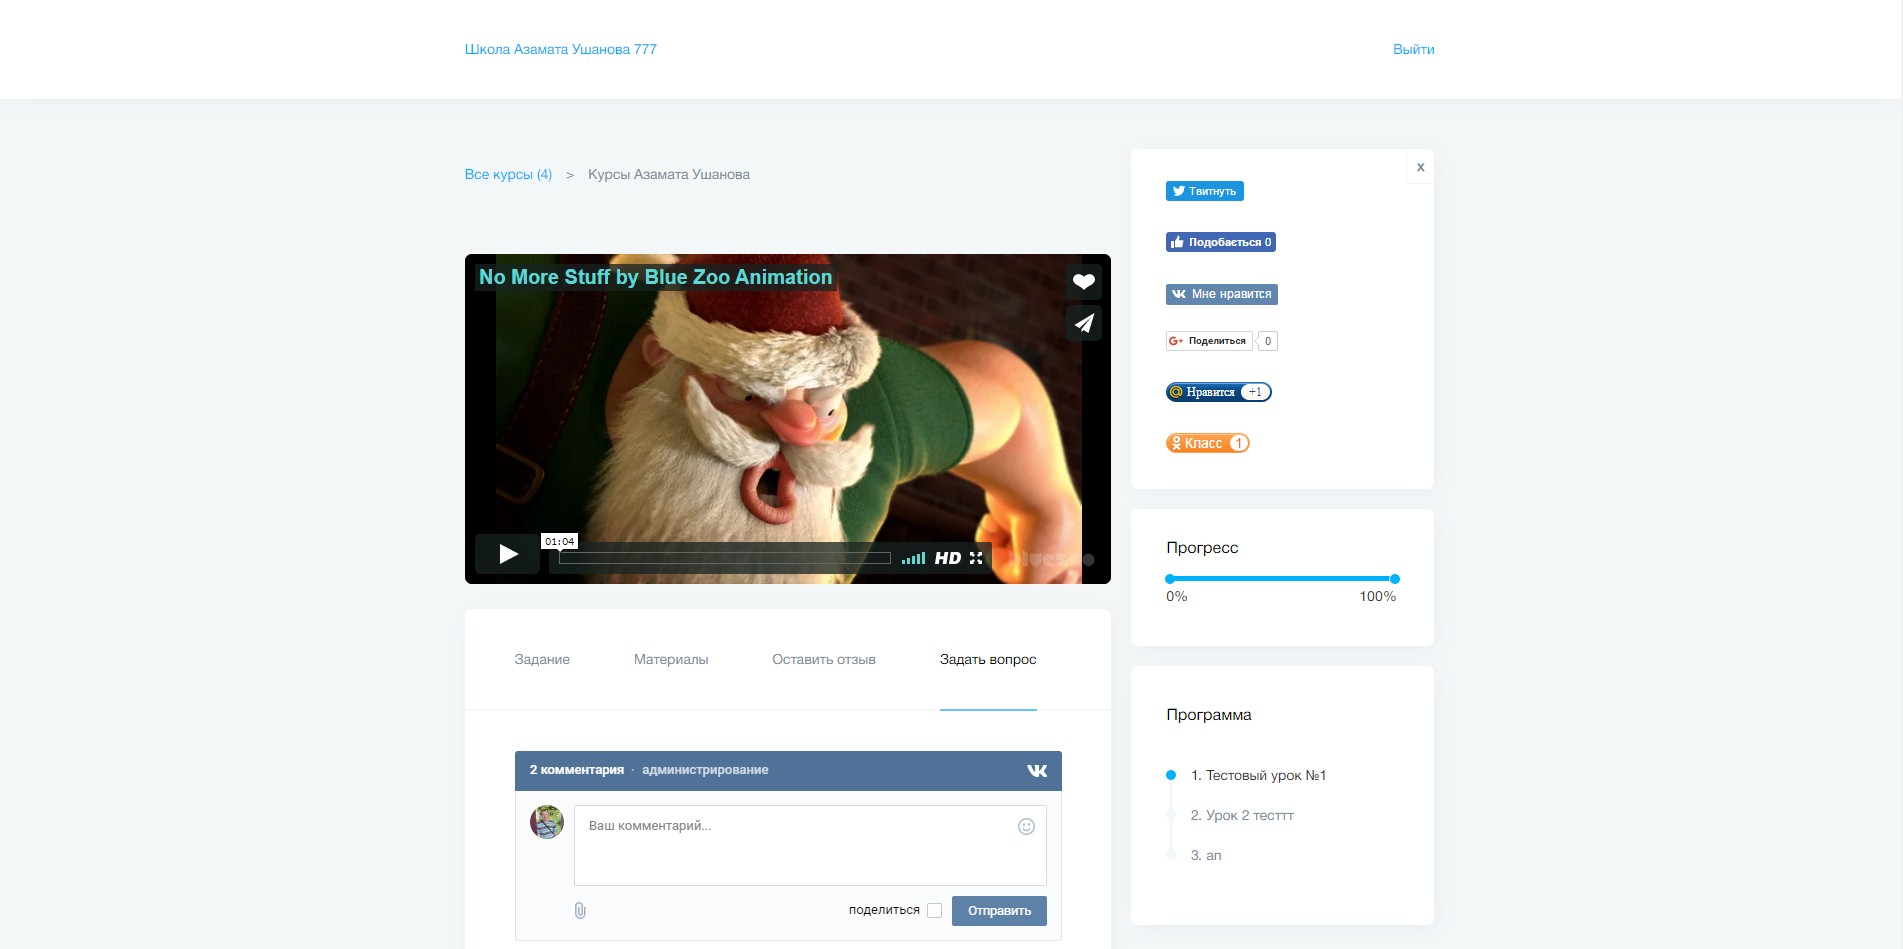 Школа Азамата Ушанова 777
Выйти
Все курсы (4) > Курсы Азамата Ушанова
No More Stuff by Blue Zoo Animation
01:04
HD
bluezoo
Задание
Материалы
Оставить отзыв
Задать вопрос
2 комментария · администрирование
Ваш комментарий...
поделиться
Отправить
x
Твитнуть
Подобається 0
Мне нравится
G+ Поделиться 0
@ Нравится +1
Класс 1
Прогресс
0% 100%
Программа
1. Тестовый урок №1
2. Урок 2 тесттт
3. ап